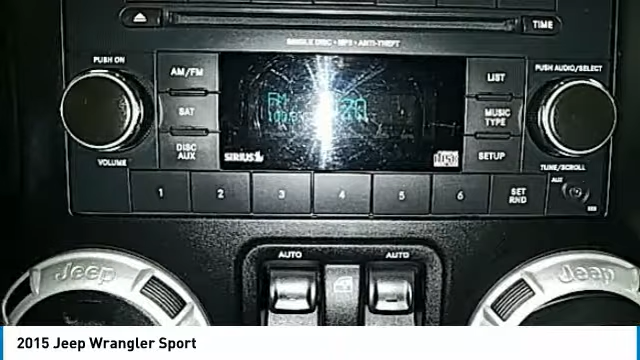 TIME
SINGLE DISC • MP3 • ANTI-THEFT
PUSH ON
VOLUME
AM/FM
SAT
DISC
AUX
FM
SIRIUS
LIST
MUSIC
TYPE
SETUP
PUSH AUDIO/SELECT
TUNE/SCROLL
AUX
1 2 3 4 5 6
SET
RND
AUTO AUTO
Jeep Jeep
2015 Jeep Wrangler Sport